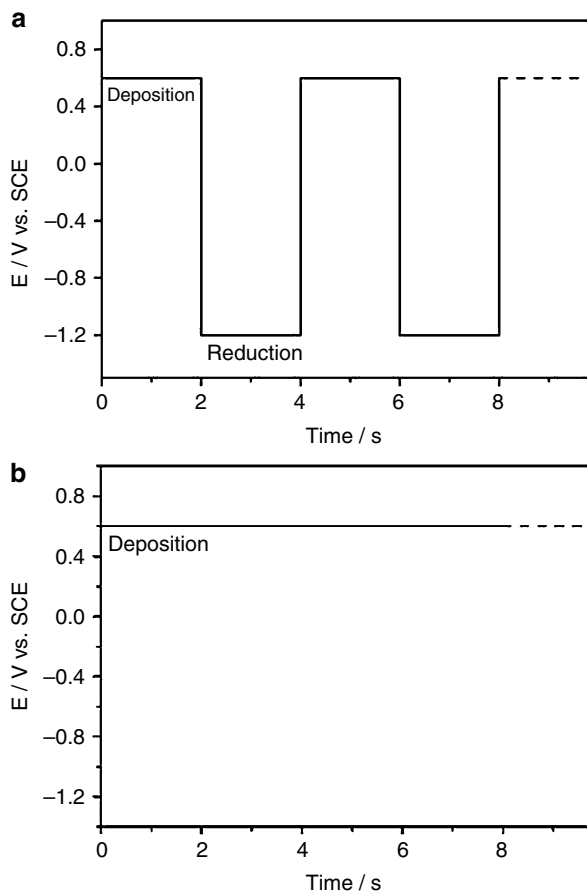 a
0.8
0.4
0.0
−0.4
−0.8
−1.2
E / V vs. SCE
Deposition
Reduction
0 2 4 6 8
Time / s
b
0.8
0.4
0.0
−0.4
−0.8
−1.2
E / V vs. SCE
Deposition
0 2 4 6 8
Time / s